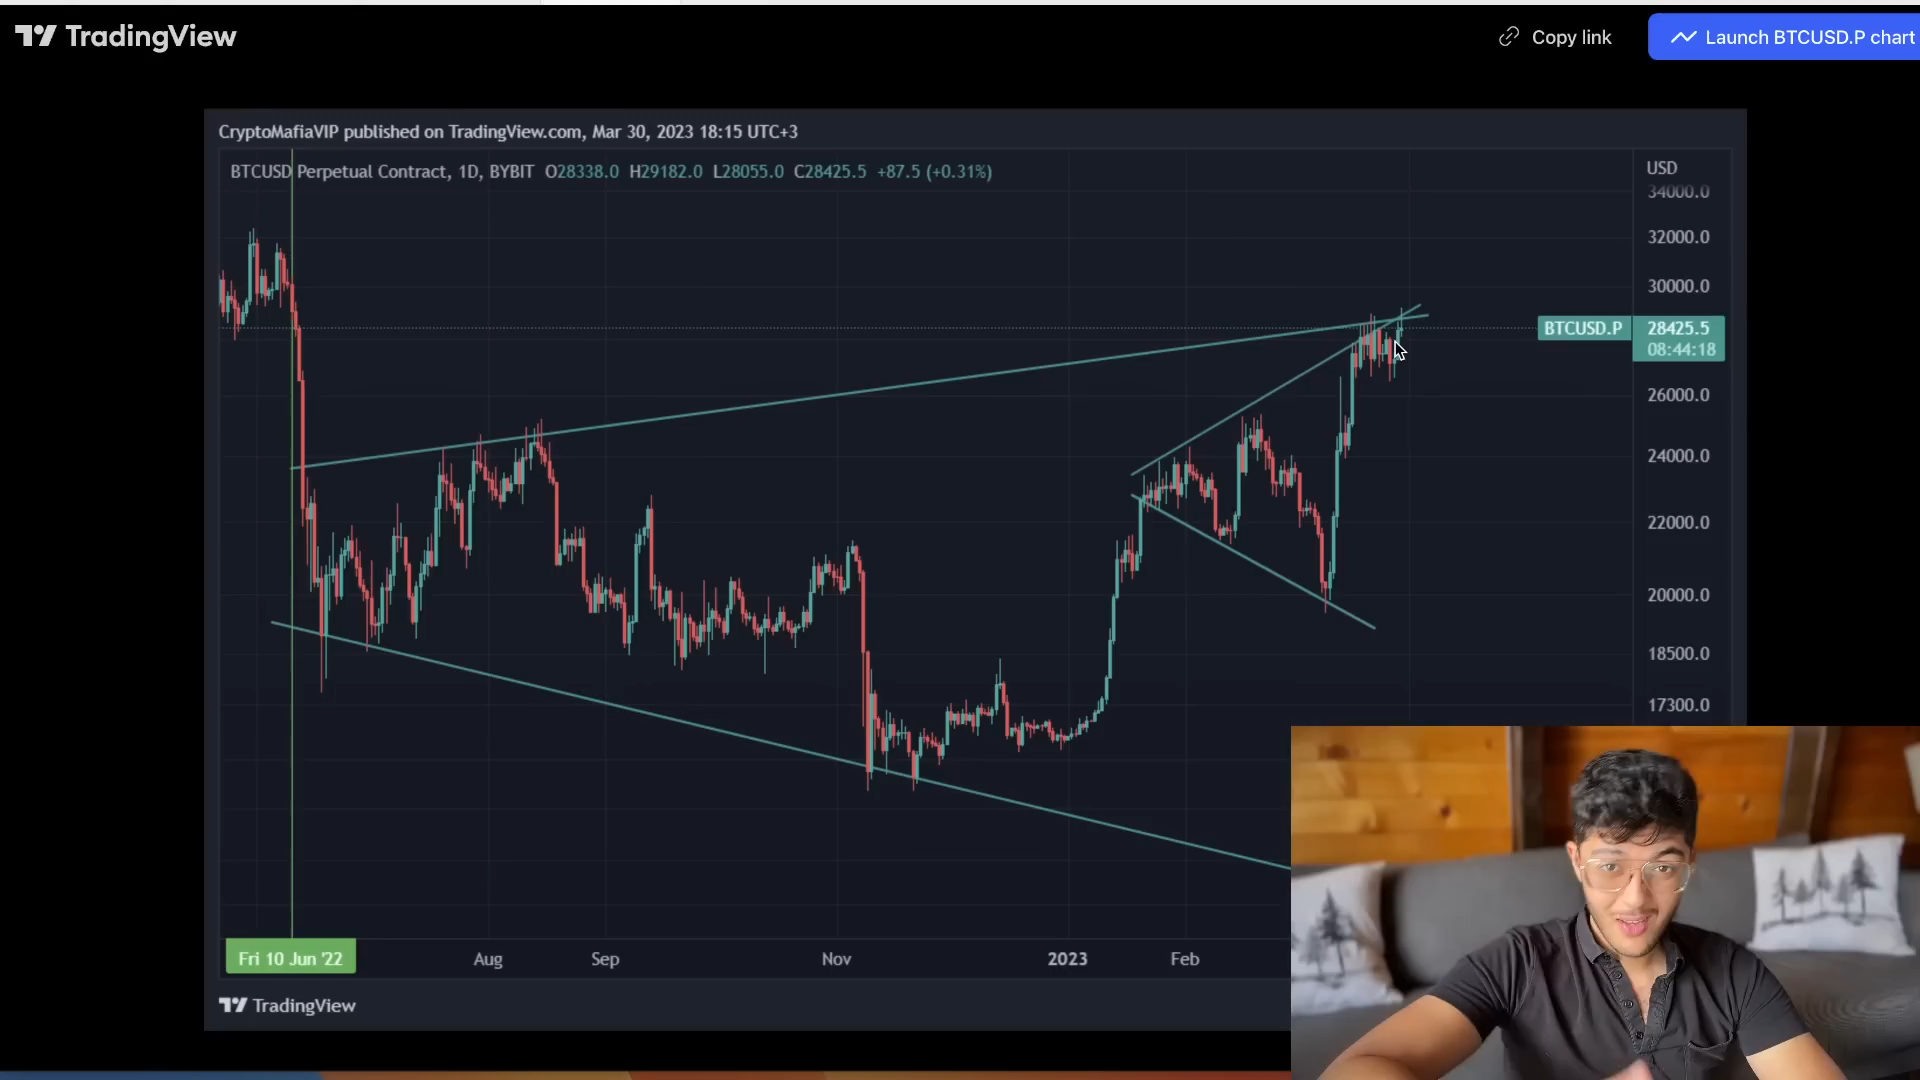 TradingView
Copy link
Launch BTCUSD.P chart
CryptoMafiaVIP published on TradingView.com, Mar 30, 2023 18:15 UTC+3
BTCUSD Perpetual Contract, 1D, BYBIT O28338.0 H29182.0 L28055.0 C28425.5 +87.5 (+0.31%)
USD
34000.0
32000.0
30000.0
BTCUSD.P 28425.5
08:44:18
26000.0
24000.0
22000.0
20000.0
18500.0
17300.0
Fri 10 Jun '22 Aug Sep Nov 2023 Feb
TradingView